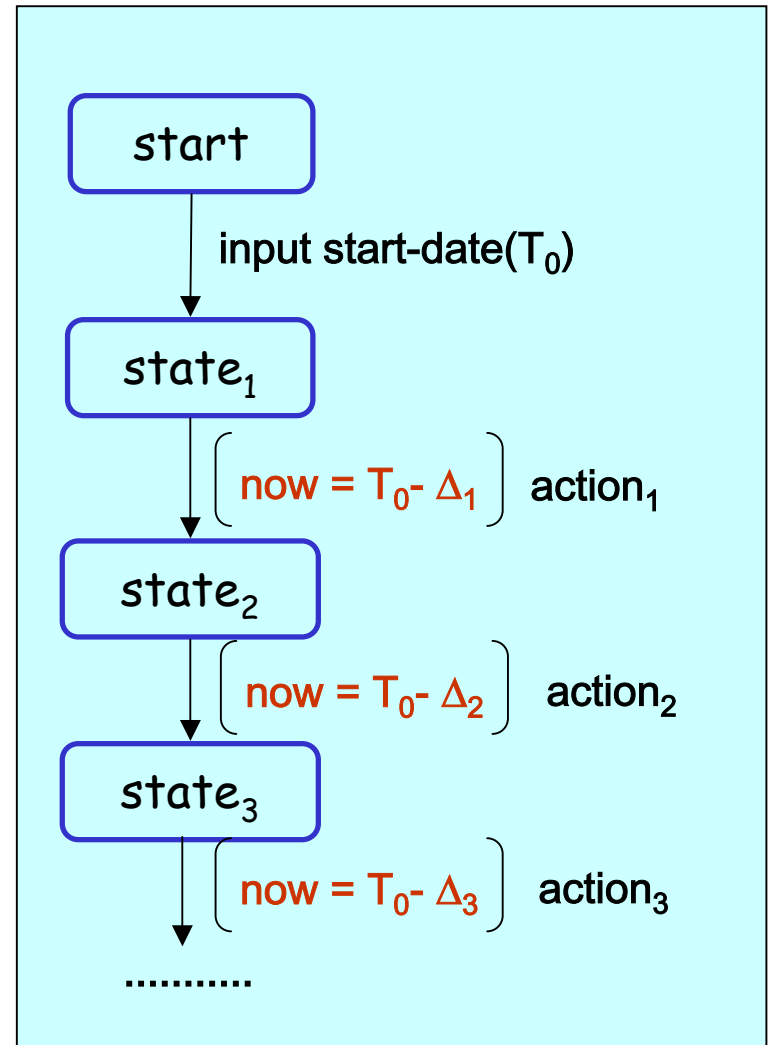 start
input start-date(T₀)
state₁
now = T₀- Δ₁ action₁
state₂
now = T₀- Δ₂ action₂
state₃
now = T₀- Δ₃ action₃
...........